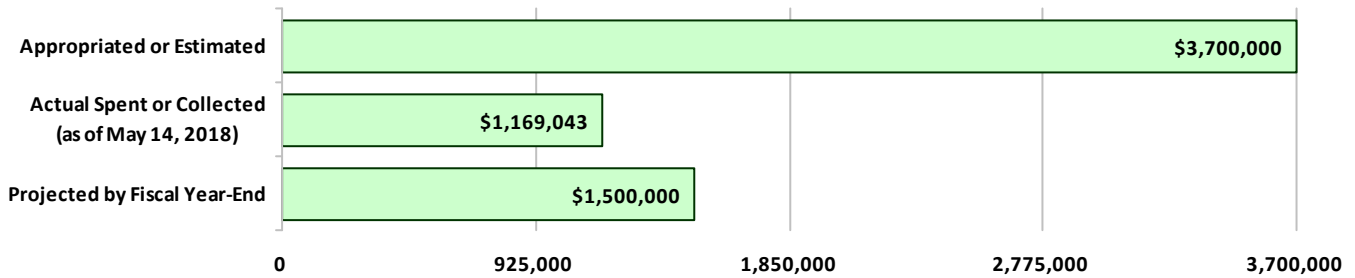 Appropriated or Estimated
$3,700,000
Actual Spent or Collected
(as of May 14, 2018)
$1,169,043
Projected by Fiscal Year-End
$1,500,000
0
925,000
1,850,000
2,775,000
3,700,000